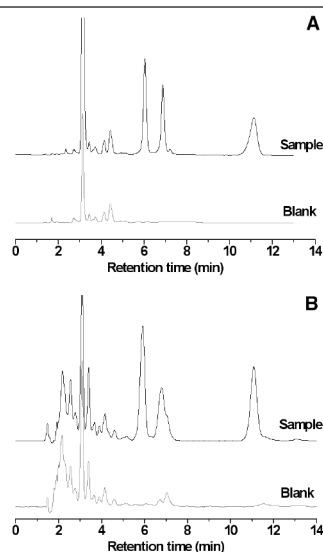 A
Sample
Blank
0 2 4 6 8 10 12 14
Retention time (min)
B
Sample
Blank
0 2 4 6 8 10 12 14
Retention time (min)